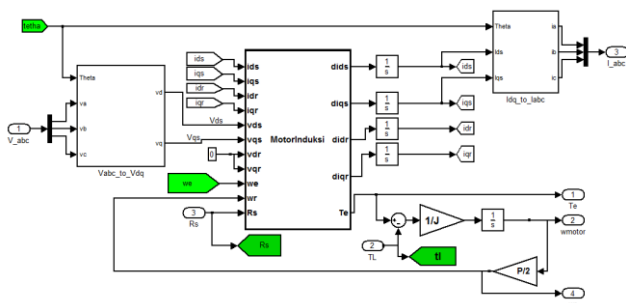 tetha
Theta
va
vb
vc
vd
vq
Vabc_to_Vdq
1
V_abc
ids
iqs
idr
iqr
Vds
Vqs
0
we
3
Rs
Rs
ids
iqs
idr
iqr
vds
vqs
vdr
vqr
we
wr
Rs
MotorInduksi
dids
diqs
didr
diqr
Te
1
s
1
s
1
s
1
s
ids
iqs
idr
iqr
Theta
Ids
Iqs
ia
ib
ic
Idq_to_Iabc
3
I_abc
1
Te
2
TL
tl
1/J
1
s
2
wmotor
P/2
4